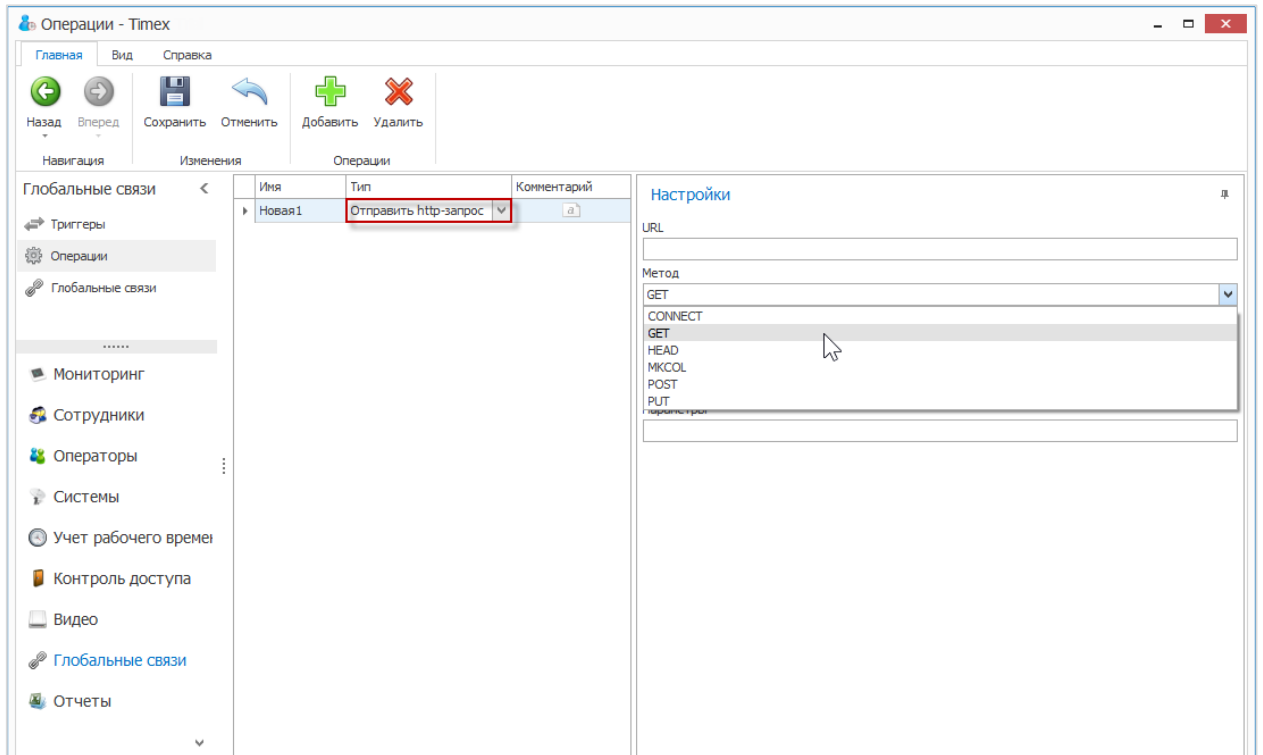 Операции - Timex
Главная Вид Справка
Назад Вперед Сохранить Отменить Добавить Удалить
Навигация Изменения Операции
Глобальные связи
Триггеры
Операции
Глобальные связи
Мониторинг
Сотрудники
Операторы
Системы
Учет рабочего времен
Контроль доступа
Видео
Глобальные связи
Отчеты
Имя Тип Комментарий
Новая1 Отправить http-запрос a
Настройки
URL
Метод
GET
CONNECT
GET
HEAD
MKCOL
POST
PUT
Параметры